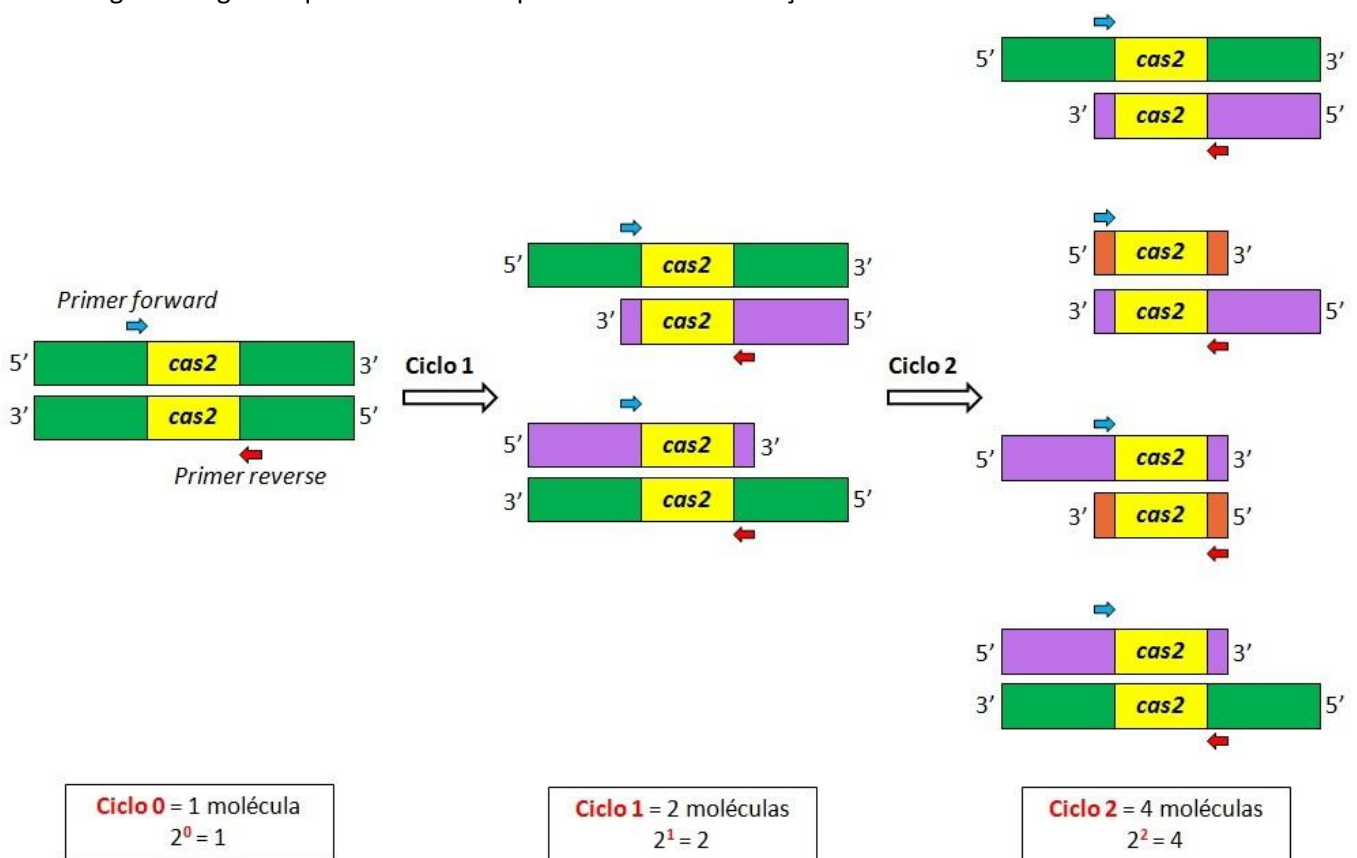 Primer forward
5’ cas2 3’
3’ cas2 5’
Primer reverse
Ciclo 1
5’ cas2 3’
3’ cas2 5’
5’ cas2 3’
3’ cas2 5’
Ciclo 2
5’ cas2 3’
3’ cas2 5’
5’ cas2 3’
3’ cas2 5’
5’ cas2 3’
3’ cas2 5’
5’ cas2 3’
3’ cas2 5’
Ciclo 0 = 1 molécula
2⁰ = 1
Ciclo 1 = 2 moléculas
2¹ = 2
Ciclo 2 = 4 moléculas
2² = 4